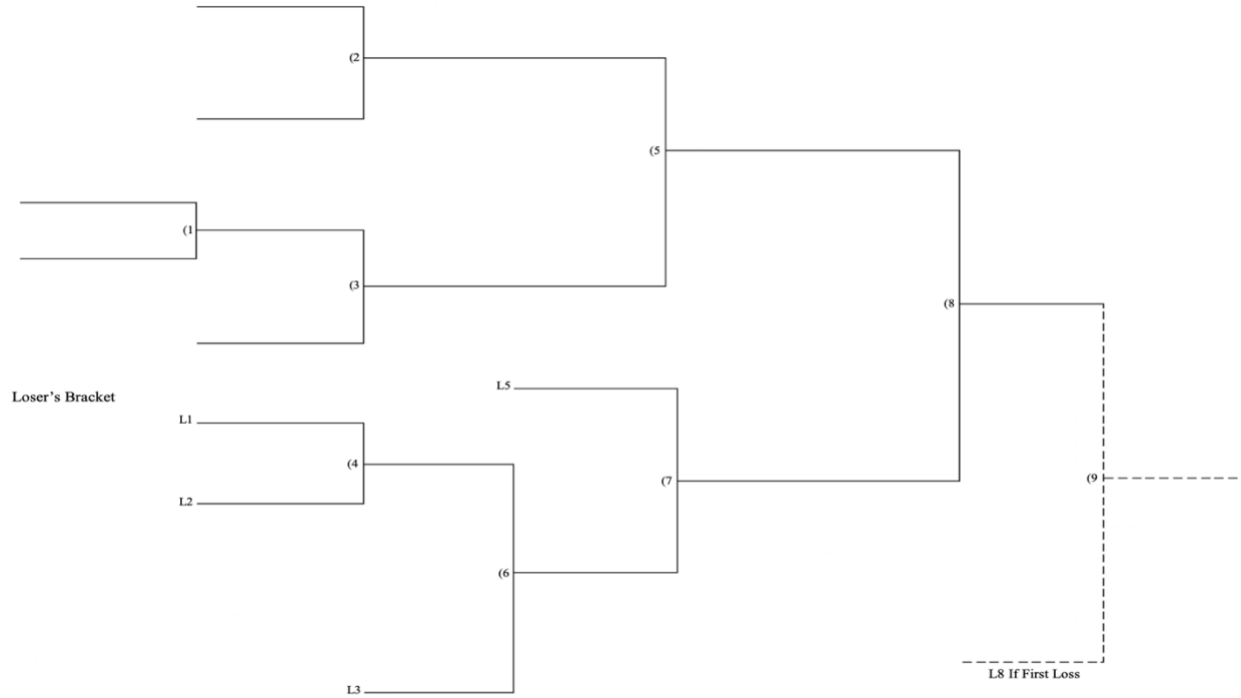 (2
(5
(1
(3
(8
L5
Loser's Bracket
L1
(4
(7
(9
L2
(6
L8 If First Loss
L3